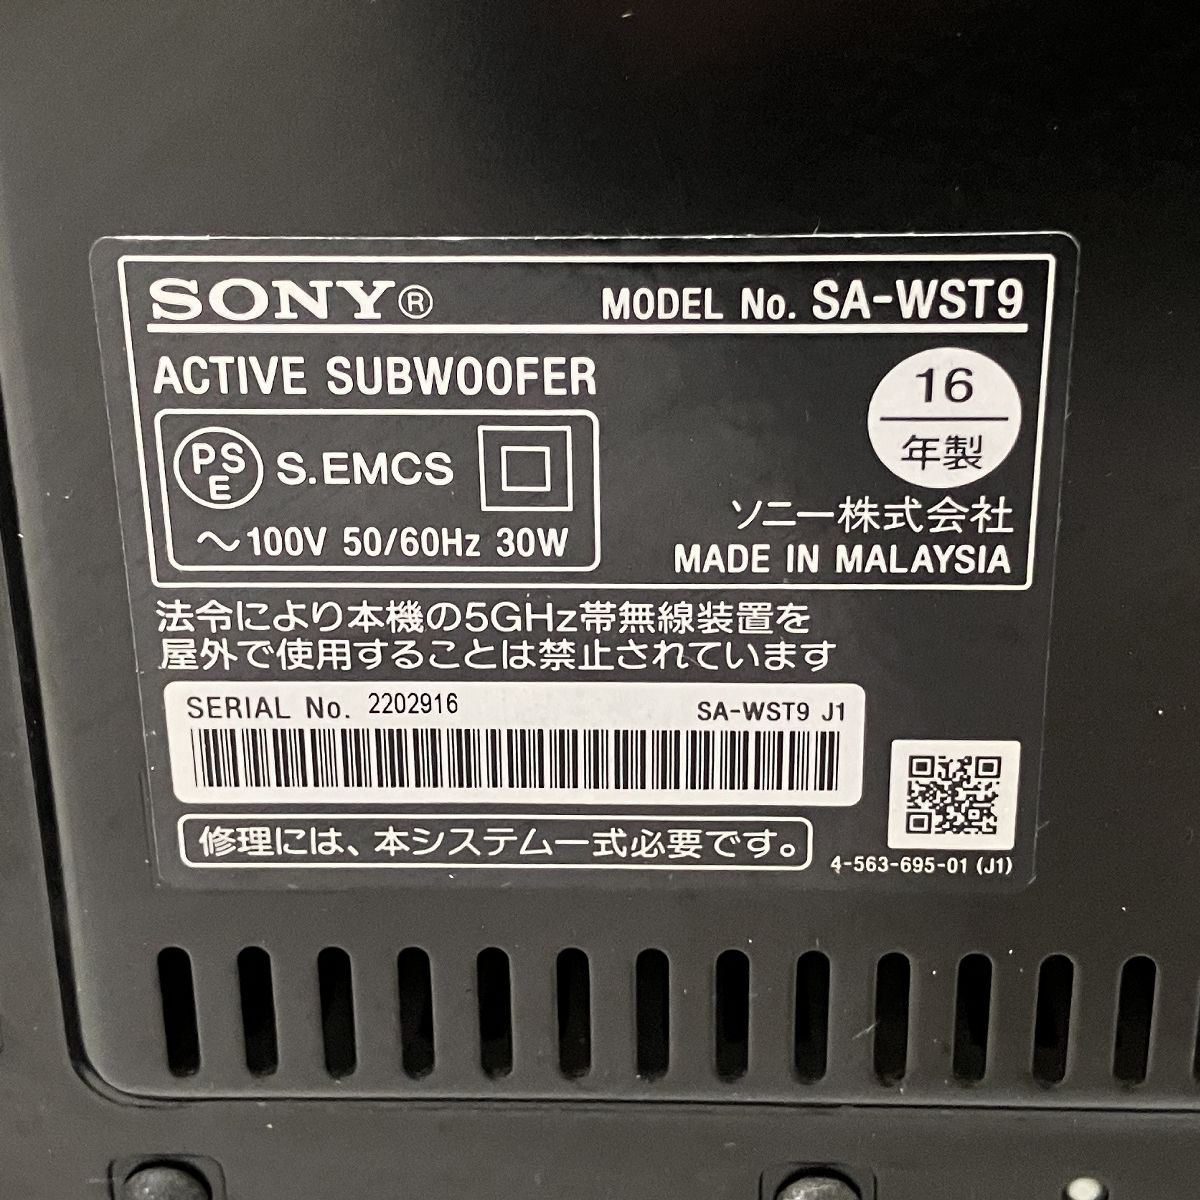 SONY® MODEL No. SA-WST9
ACTIVE SUBWOOFER
16
年製
PS
E
S.EMCS
～100V 50/60Hz 30W
ソニー株式会社
MADE IN MALAYSIA
法令により本機の5GHz帯無線装置を
屋外で使用することは禁止されています
SERIAL No. 2202916 SA-WST9 J1
修理には、本システム一式必要です。
4-563-695-01 (J1)